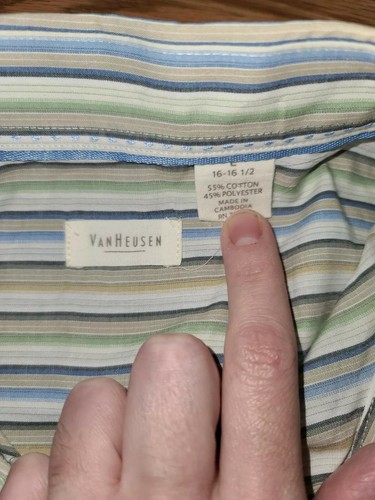 L
16-16 1/2
55% COTTON
45% POLYESTER
MADE IN
CAMBODIA
VANHEUSEN